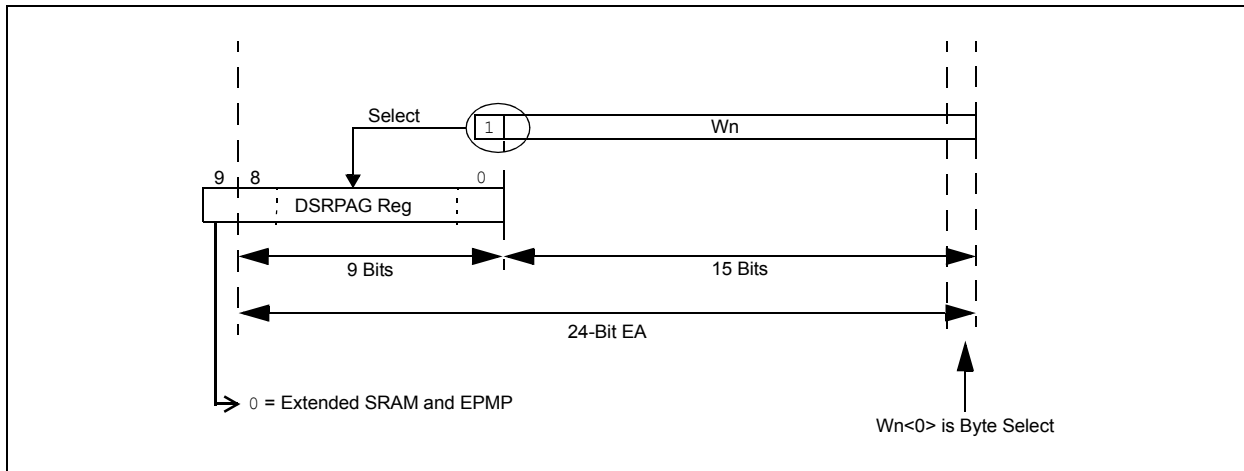 Select
1
Wn
9 8 0
DSRPAG Reg
9 Bits
15 Bits
24-Bit EA
0 = Extended SRAM and EPMP
Wn<0> is Byte Select